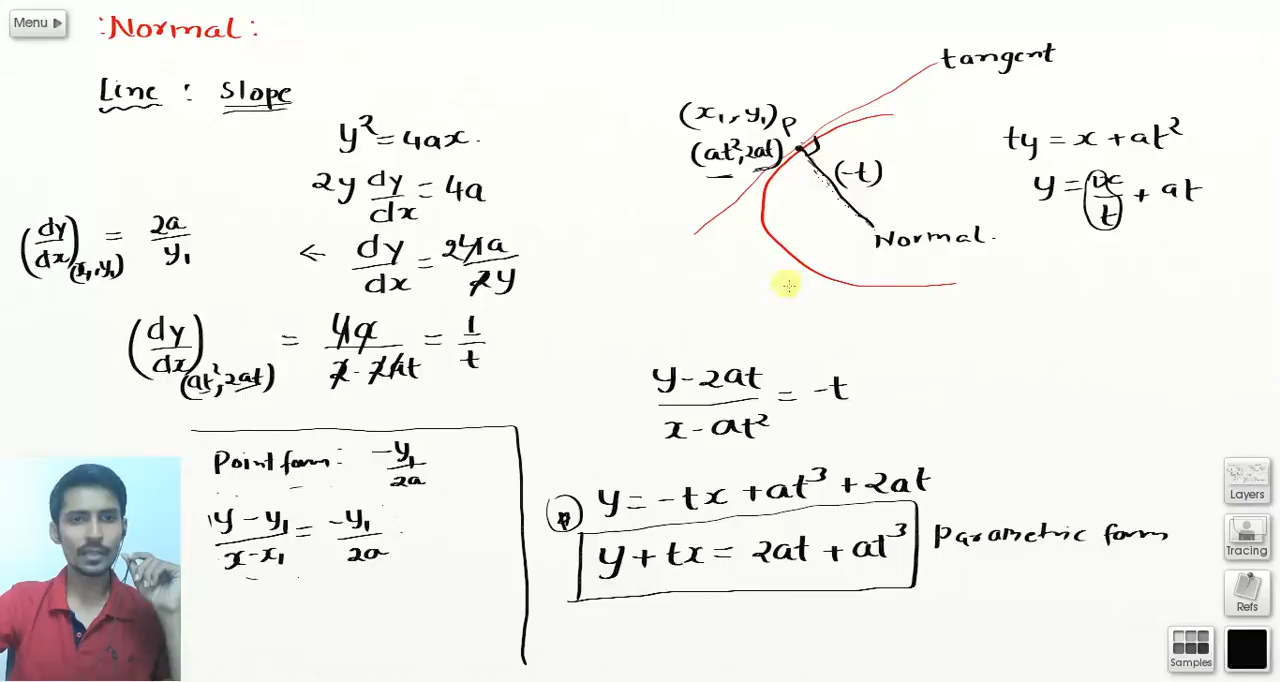 Menu
:Normal:
Line : Slope
y² = 4ax.
2y dy/dx = 4a
(dy/dx)(x₁,y₁) = 2a/y₁ ← dy/dx = 24a/2y
(dy/dx)(at²,2at) = 4a/2·2at = 1/t
Point form: -y₁/2a
y-y₁/x-x₁ = -y₁/2a
tangent
(x₁, y₁) P
(at², 2at)
(-t)
Normal.
ty = x + at²
y = x/t + at
y-2at/x-at² = -t
y = -tx + at³ + 2at
y + tx = 2at + at³ Parametric form
Layers
Tracing
Refs
Samples